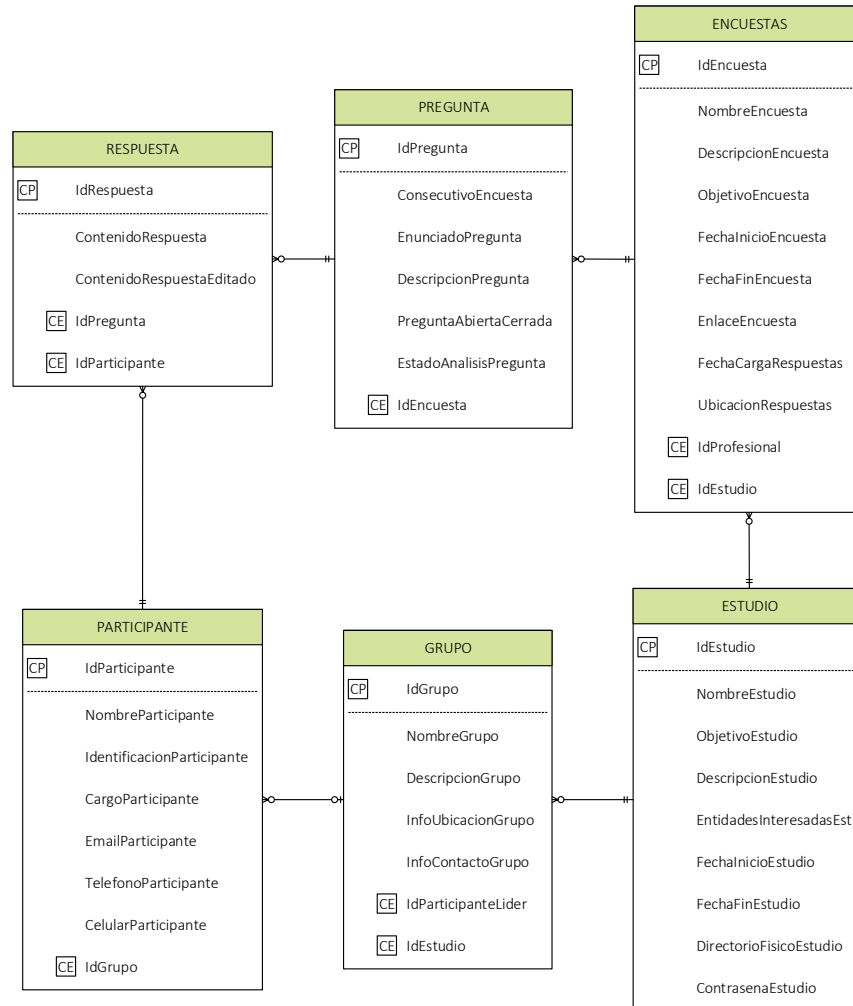 ENCUESTAS
CP IdEncuesta
NombreEncuesta
DescripcionEncuesta
ObjetivoEncuesta
FechaInicioEncuesta
FechaFinEncuesta
EnlaceEncuesta
FechaCargaRespuestas
UbicacionRespuestas
CE IdProfesional
CE IdEstudio
PREGUNTA
CP IdPregunta
ConsecutivoEncuesta
EnunciadoPregunta
DescripcionPregunta
PreguntaAbiertaCerrada
EstadoAnalisisPregunta
CE IdEncuesta
RESPUESTA
CP IdRespuesta
ContenidoRespuesta
ContenidoRespuestaEditado
CE IdPregunta
CE IdParticipante
PARTICIPANTE
CP IdParticipante
NombreParticipante
IdentificacionParticipante
CargoParticipante
EmailParticipante
TelefonoParticipante
CelularParticipante
CE IdGrupo
GRUPO
CP IdGrupo
NombreGrupo
DescripcionGrupo
InfoUbicacionGrupo
InfoContactoGrupo
CE IdParticipanteLider
CE IdEstudio
ESTUDIO
CP IdEstudio
NombreEstudio
ObjetivoEstudio
DescripcionEstudio
EntidadesInteresadasEst
FechaInicioEstudio
FechaFinEstudio
DirectorioFisicoEstudio
ContrasenaEstudio